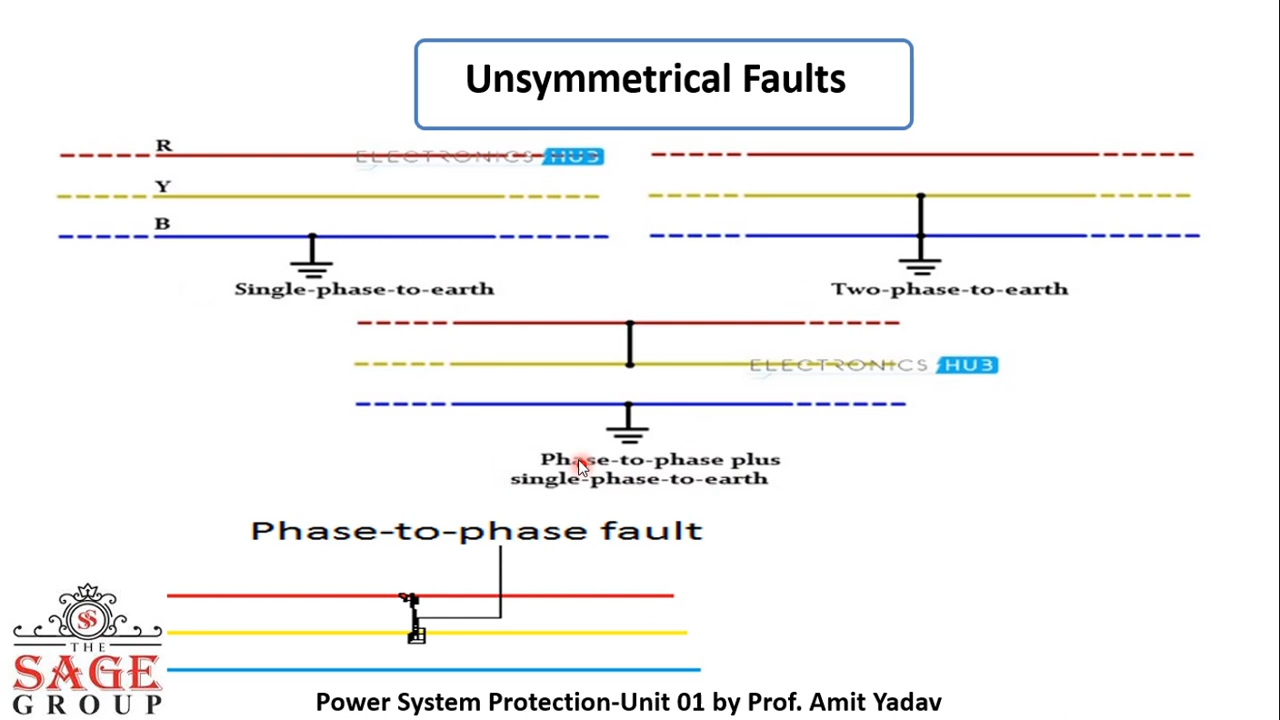 Unsymmetrical Faults
R
ELECTRONICS HUB
Y
B
Single-phase-to-earth
Two-phase-to-earth
ELECTRONICS HUB
Phase-to-phase plus
single-phase-to-earth
Phase-to-phase fault
SS
THE
SAGE
GROUP
Power System Protection-Unit 01 by Prof. Amit Yadav